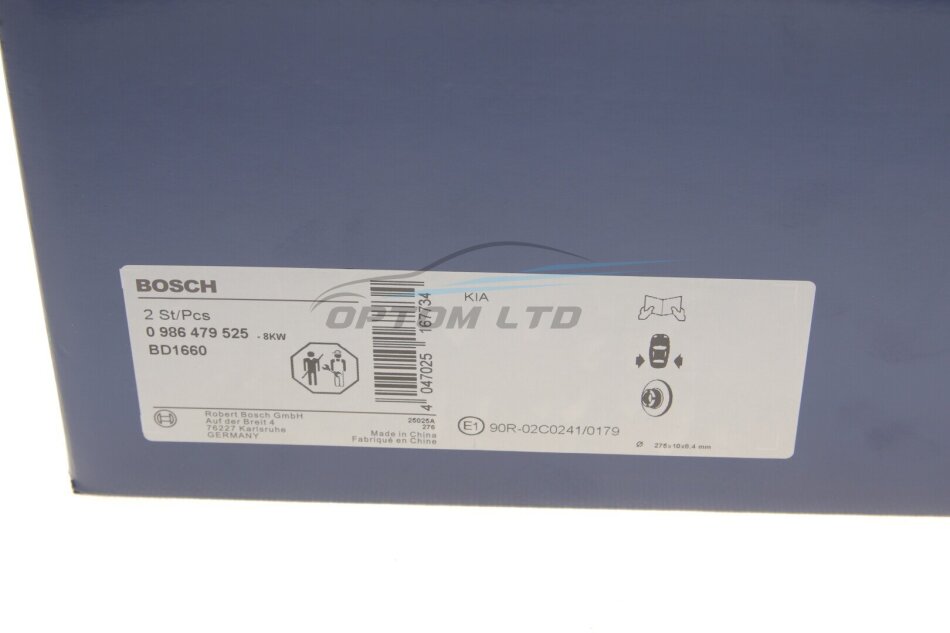 BOSCH
2 St/Pcs
0 986 479 525 - 8KW
BD1660
4 047025 167734
KIA
OPTOM LTD
Robert Bosch GmbH
Auf der Breit 4
76227 Karlsruhe
GERMANY
25025A
276
Made in China
Fabriqué en Chine
E1 90R-02C0241/0179
Ø 275x10x8.4 mm